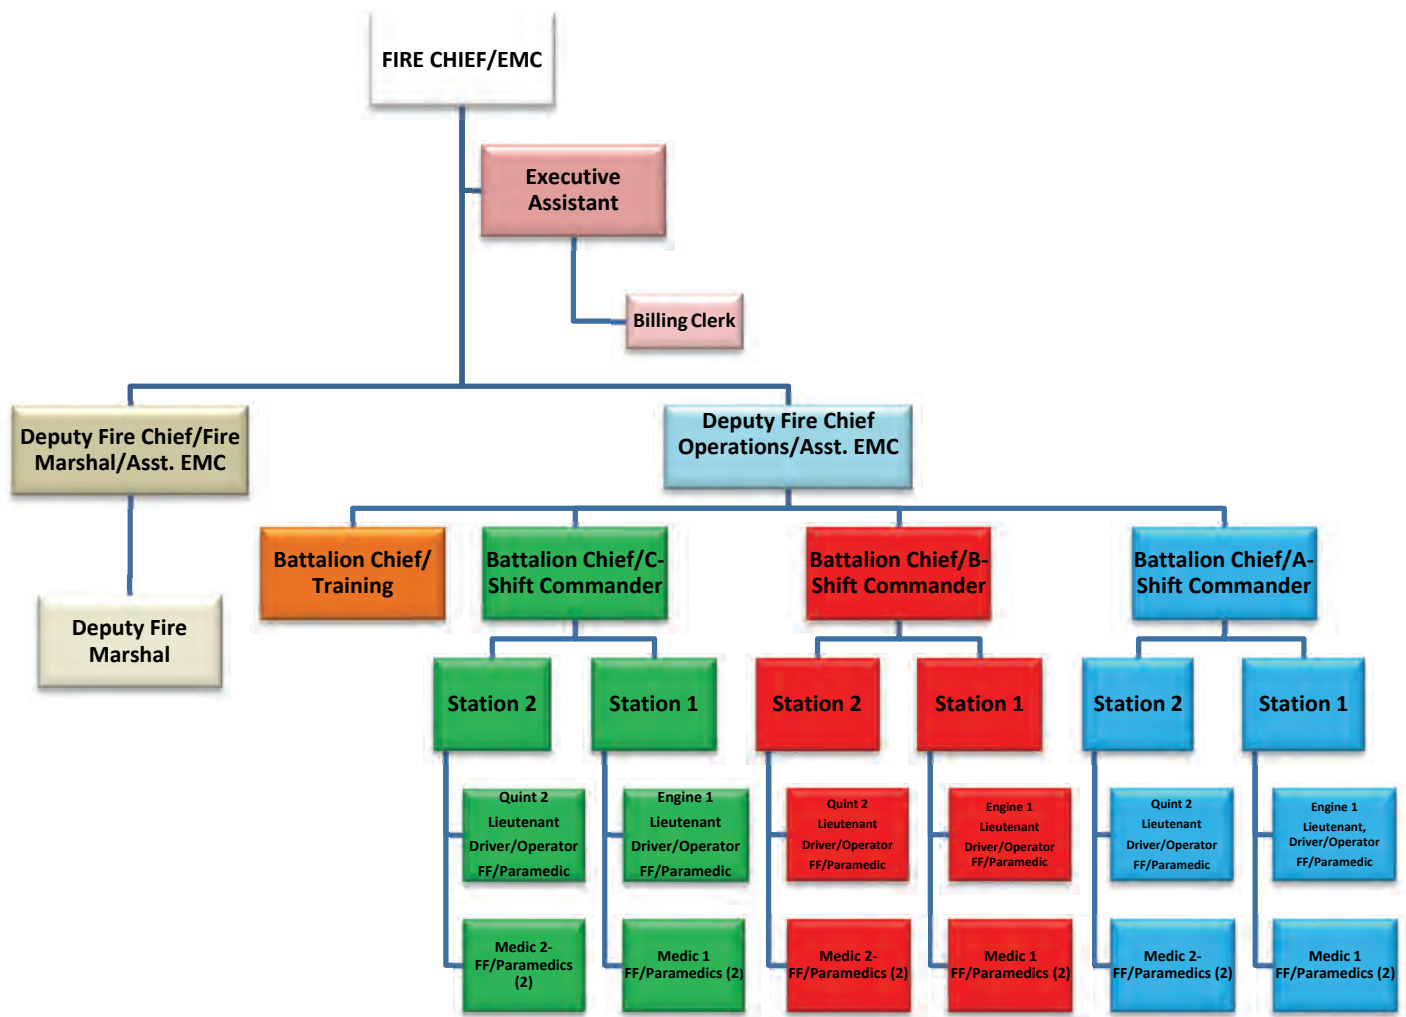 FIRE CHIEF/EMC
Executive
Assistant
Billing Clerk
Deputy Fire Chief/Fire
Marshal/Asst. EMC
Deputy Fire Chief
Operations/Asst. EMC
Deputy Fire
Marshal
Battalion Chief/
Training
Battalion Chief/C-
Shift Commander
Battalion Chief/B-
Shift Commander
Battalion Chief/A-
Shift Commander
Station 2
Station 1
Station 2
Station 1
Station 2
Station 1
Quint 2
Lieutenant
Driver/Operator
FF/Paramedic
Engine 1
Lieutenant
Driver/Operator
FF/Paramedic
Quint 2
Lieutenant
Driver/Operator
FF/Paramedic
Engine 1
Lieutenant
Driver/Operator
FF/Paramedic
Quint 2
Lieutenant
Driver/Operator
FF/Paramedic
Engine 1
Lieutenant,
Driver/Operator
FF/Paramedic
Medic 2-
FF/Paramedics
(2)
Medic 1
FF/Paramedics (2)
Medic 2-
FF/Paramedics (2)
Medic 1
FF/Paramedics (2)
Medic 2-
FF/Paramedics (2)
Medic 1
FF/Paramedics (2)